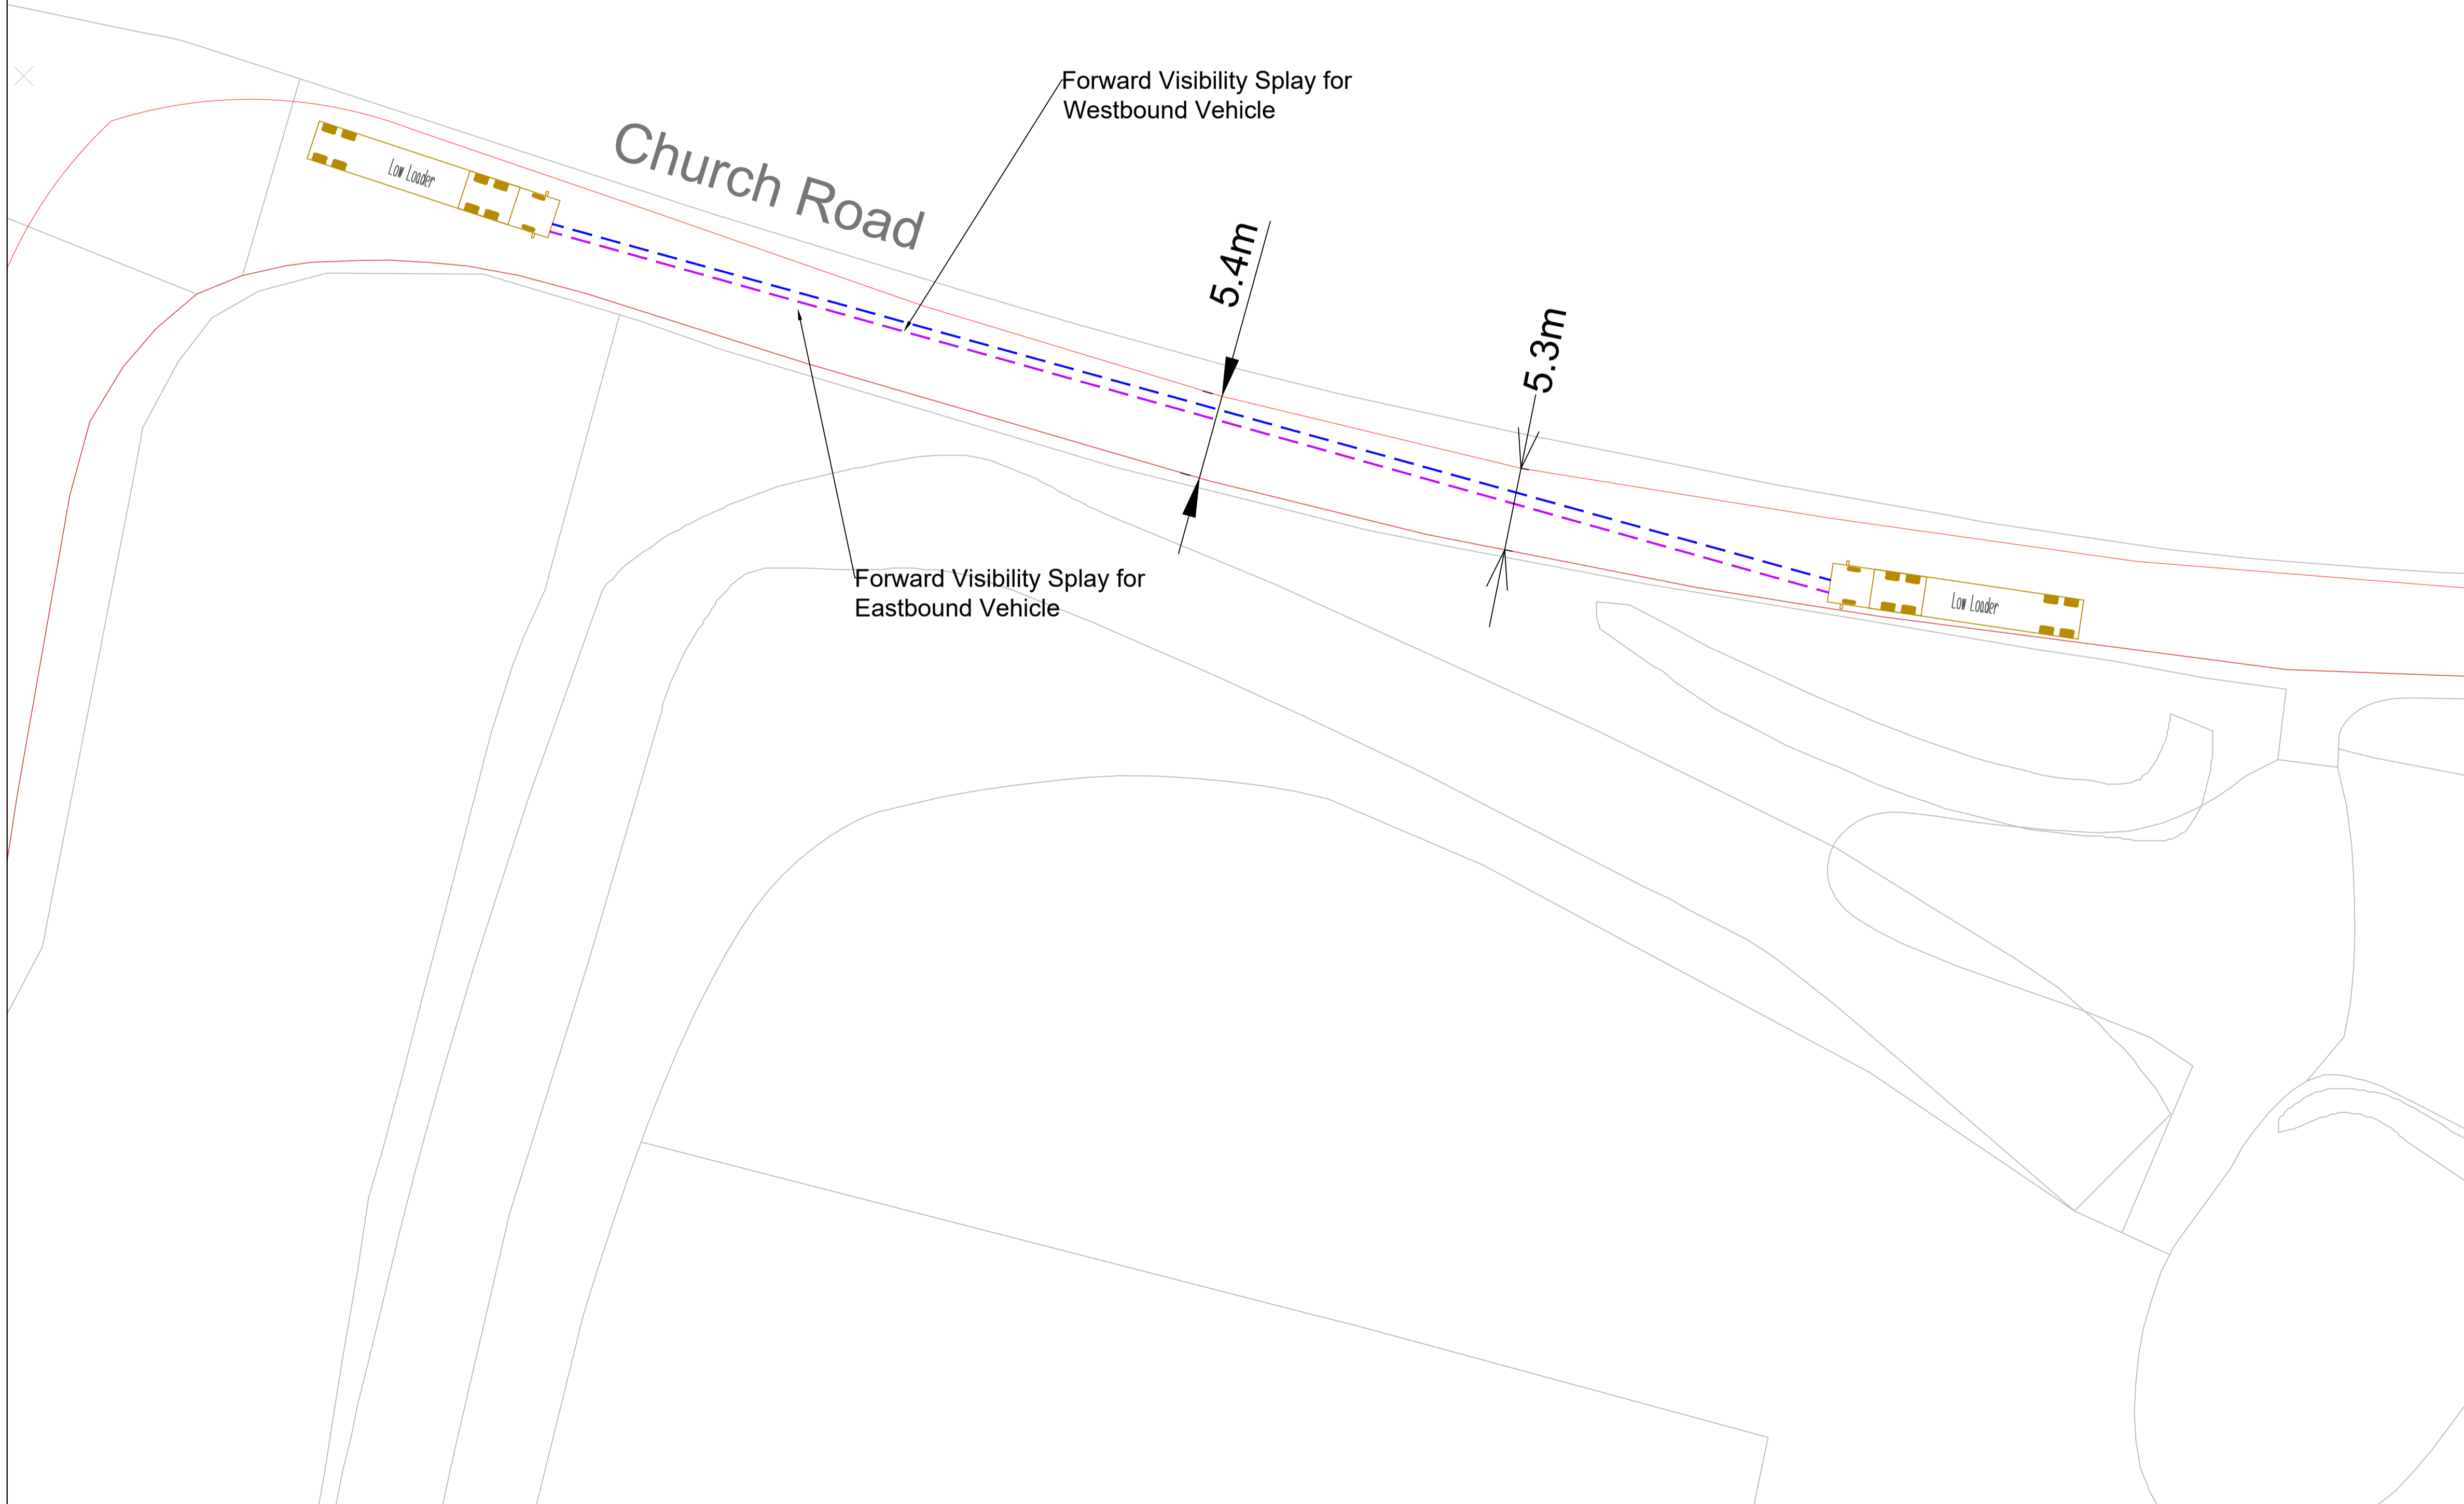 Forward Visibility Splay for
Westbound Vehicle
Church Road
Low Loader
5.4m
5.3m
Forward Visibility Splay for
Eastbound Vehicle
Low Loader